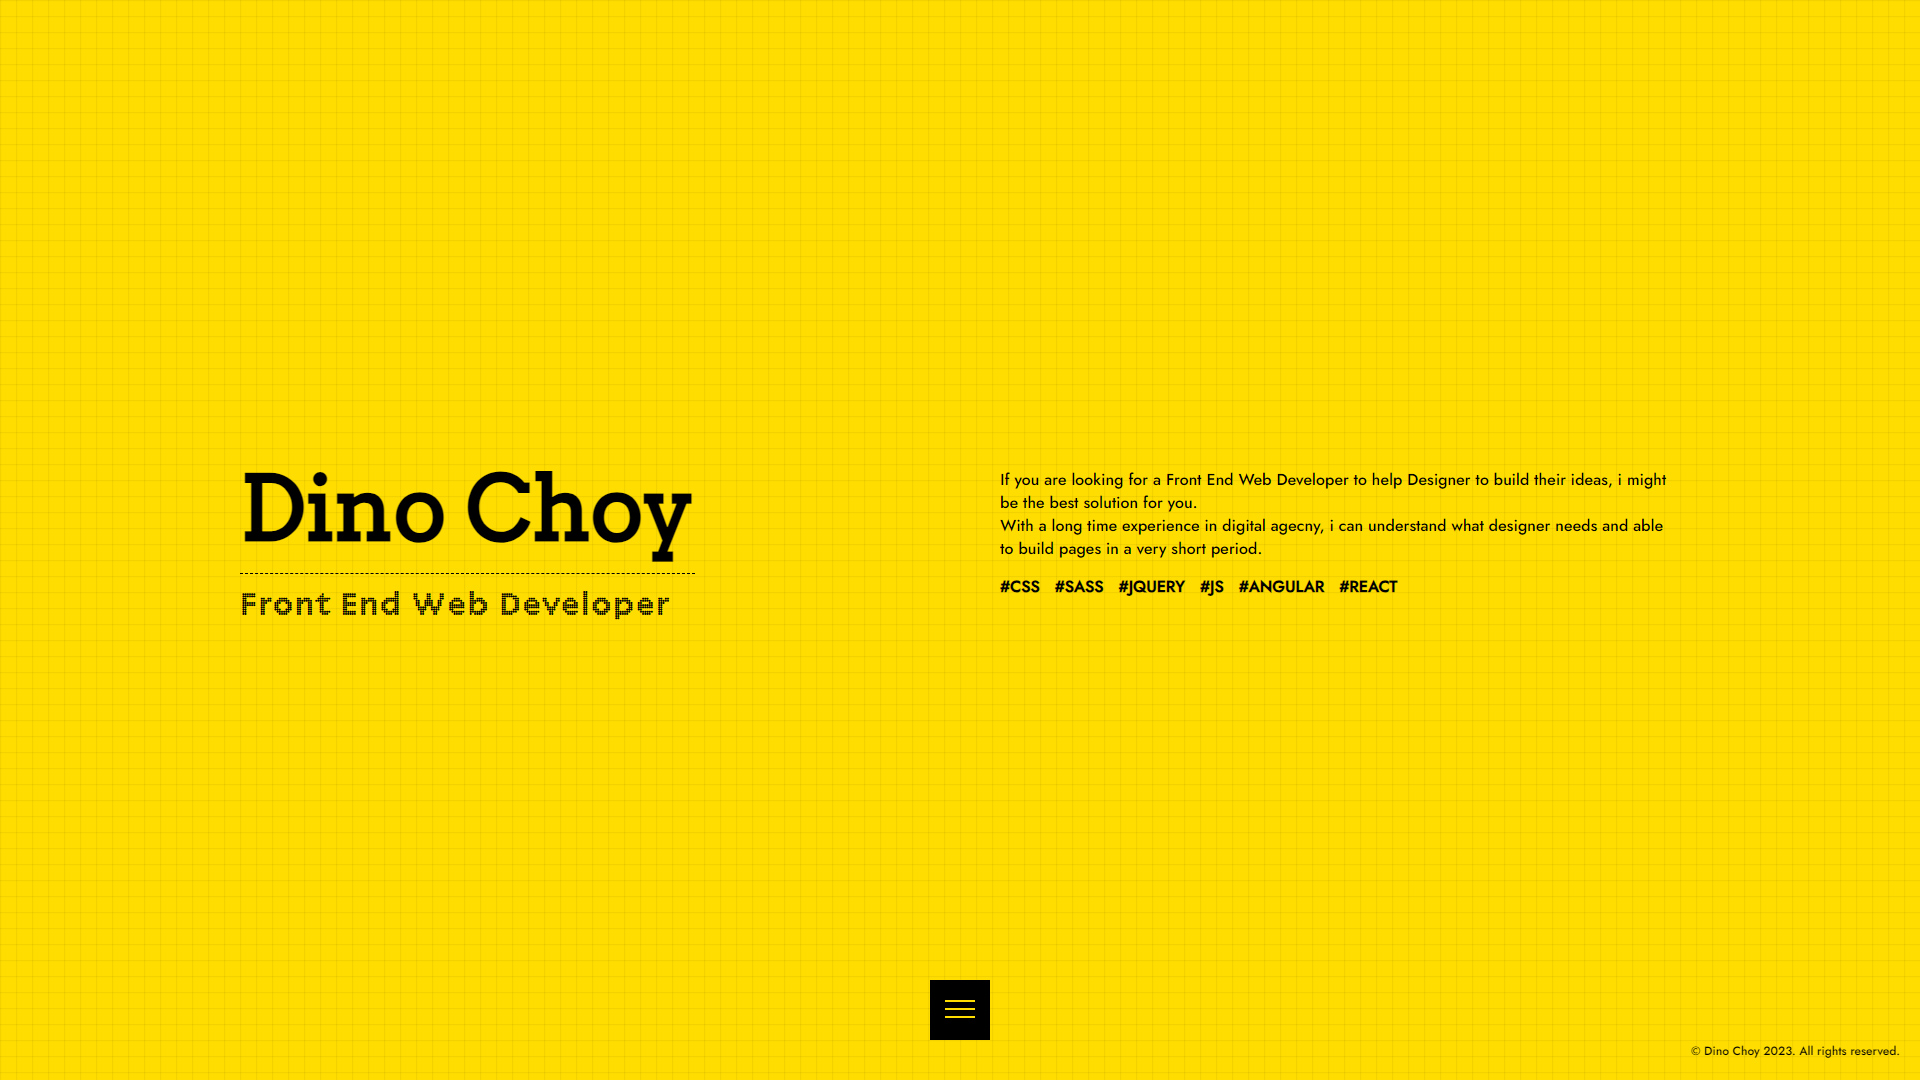 Dino Choy
Front End Web Developer
If you are looking for a Front End Web Developer to help Designer to build their ideas, i might
be the best solution for you.
With a long time experience in digital agecny, i can understand what designer needs and able
to build pages in a very short period.
#CSS #SASS #JQUERY #JS #ANGULAR #REACT
© Dino Choy 2023. All rights reserved.